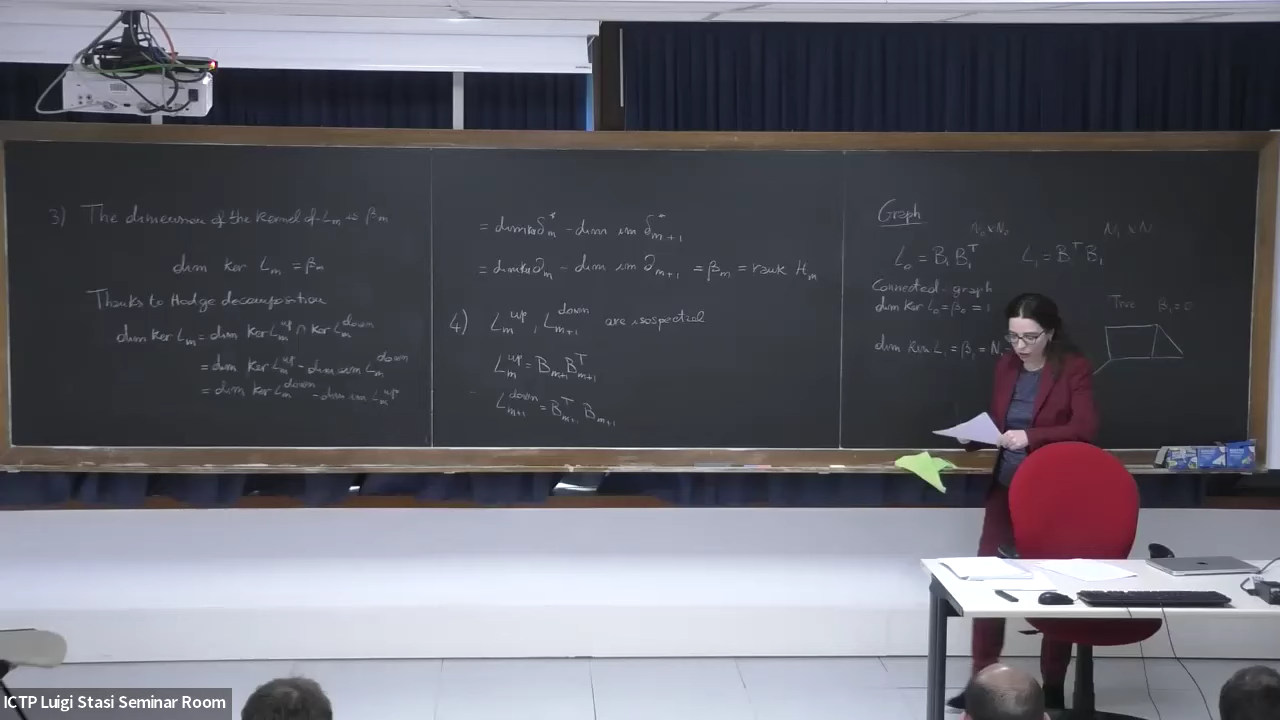 3) The dimension of the kernel of L_m is β_m
dim ker L_m = β_m
Thanks to Hodge decomposition
dim ker L_m = dim ker L_m^up ∩ ker L_m^down
= dim ker L_m^up - dim im L_m^down
= dim ker L_m^down - dim im L_m^up
= dim ker δ_m^* - dim im δ_{m+1}^*
= dim ker ∂_m - dim im ∂_{m+1} = β_m = rank H_m
4) L_m^up, L_{m+1}^down are isospectral
L_m^up = B_{m+1} B_{m+1}^T
L_{m+1}^down = B_{m+1}^T B_{m+1}
Graph
N_0 × N_0
N_1 × N
L_0 = B_1 B_1^T
L_1 = B_1^T B_1
Connected graph
dim ker L_0 = β_0 = 1
Tree β_1 = 0
dim ker L_1 = β_1 = N
ICTP Luigi Stasi Seminar Room